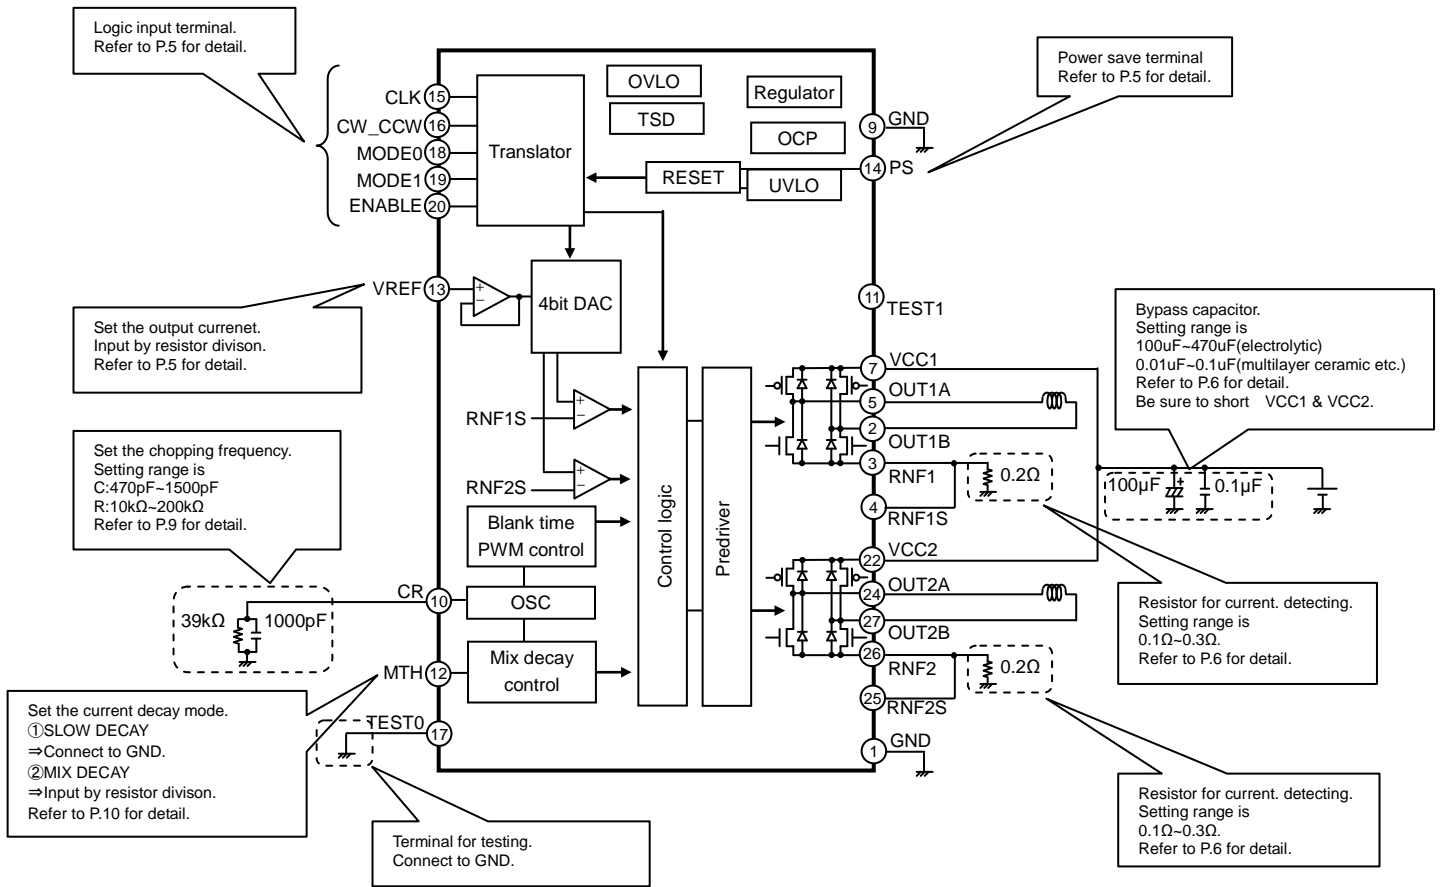 Logic input terminal.
Refer to P.5 for detail.
Power save terminal
Refer to P.5 for detail.
CLK 15
CW_CCW 16
MODE0 18
MODE1 19
ENABLE 20
Translator
OVLO
TSD
Regulator
OCP
RESET
UVLO
9 GND
14 PS
VREF 13
+
−
4bit DAC
11
TEST1
Set the output currenet.
Input by resistor divison.
Refer to P.5 for detail.
Bypass capacitor.
Setting range is
100uF~470uF(electrolytic)
0.01uF~0.1uF(multilayer ceramic etc.)
Refer to P.6 for detail.
Be sure to short VCC1 & VCC2.
RNF1S
+
−
RNF2S
+
−
Control logic
Predriver
7 VCC1
5 OUT1A
2
OUT1B
3
RNF1
0.2Ω
4
RNF1S
100μF
+
0.1μF
Set the chopping frequency.
Setting range is
C:470pF~1500pF
R:10kΩ~200kΩ
Refer to P.9 for detail.
Blank time
PWM control
OSC
Mix decay
control
CR
10
39kΩ
1000pF
22 VCC2
24 OUT2A
27
OUT2B
26
RNF2
0.2Ω
25
RNF2S
1 GND
Resistor for current. detecting.
Setting range is
0.1Ω~0.3Ω.
Refer to P.6 for detail.
MTH 12
TEST0
17
Set the current decay mode.
①SLOW DECAY
⇒Connect to GND.
②MIX DECAY
⇒Input by resistor divison.
Refer to P.10 for detail.
Terminal for testing.
Connect to GND.
Resistor for current. detecting.
Setting range is
0.1Ω~0.3Ω.
Refer to P.6 for detail.